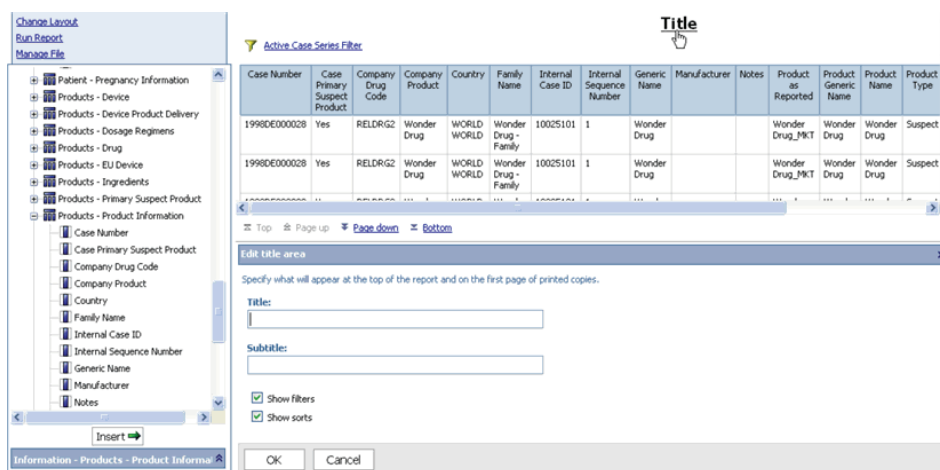 Change Layout
Run Report
Manage File
Patient - Pregnancy Information
Products - Device
Products - Device Product Delivery
Products - Dosage Regimens
Products - Drug
Products - EU Device
Products - Ingredients
Products - Primary Suspect Product
Products - Product Information
Case Number
Case Primary Suspect Product
Company Drug Code
Company Product
Country
Family Name
Internal Case ID
Internal Sequence Number
Generic Name
Manufacturer
Notes
Insert
Information - Products - Product Informa
Title
Active Case Series Filter
Case Number Case Primary Suspect Product Company Drug Code Company Product Country Family Name Internal Case ID Internal Sequence Number Generic Name Manufacturer Notes Product as Reported Product Generic Name Product Name Product Type
1998DE000028 Yes RELDRG2 Wonder Drug WORLD WORLD Wonder Drug - Family 10025101 1 Wonder Drug Wonder Drug_MKT Wonder Drug Wonder Drug Suspect
1998DE000028 Yes RELDRG2 Wonder Drug WORLD WORLD Wonder Drug - Family 10025101 1 Wonder Drug Wonder Drug_MKT Wonder Drug Wonder Drug Suspect
Top Page up Page down Bottom
Edit title area
Specify what will appear at the top of the report and on the first page of printed copies.
Title:
Subtitle:
Show filters
Show sorts
OK Cancel